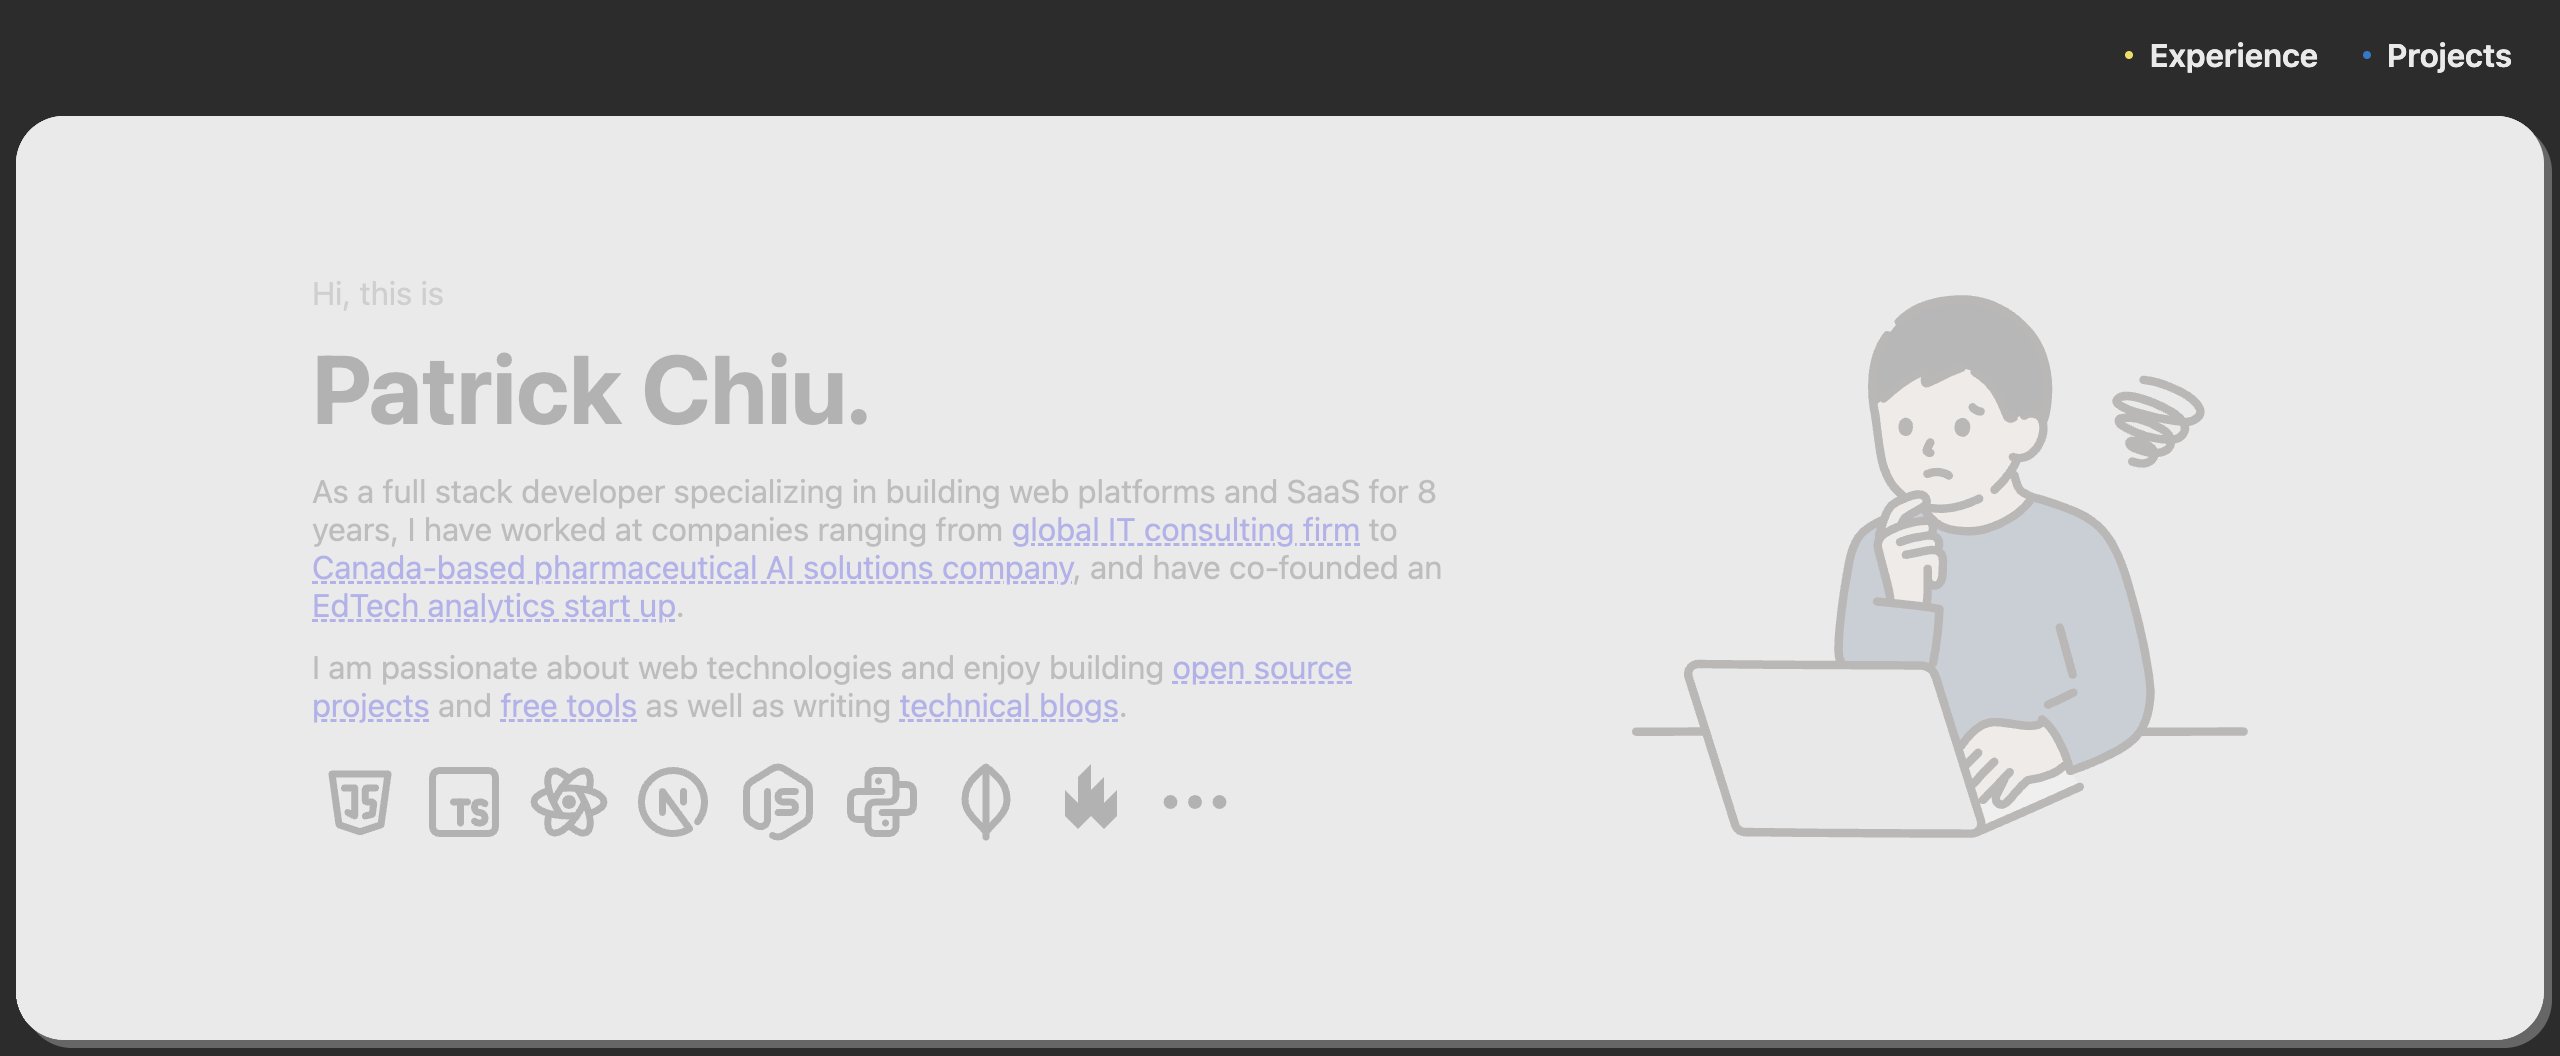 Experience
Projects
Hi, this is
Patrick Chiu.
As a full stack developer specializing in building web platforms and SaaS for 8
years, I have worked at companies ranging from global IT consulting firm to
Canada-based pharmaceutical AI solutions company, and have co-founded an
EdTech analytics start up.
I am passionate about web technologies and enjoy building open source
projects and free tools as well as writing technical blogs.
JS TS N JS